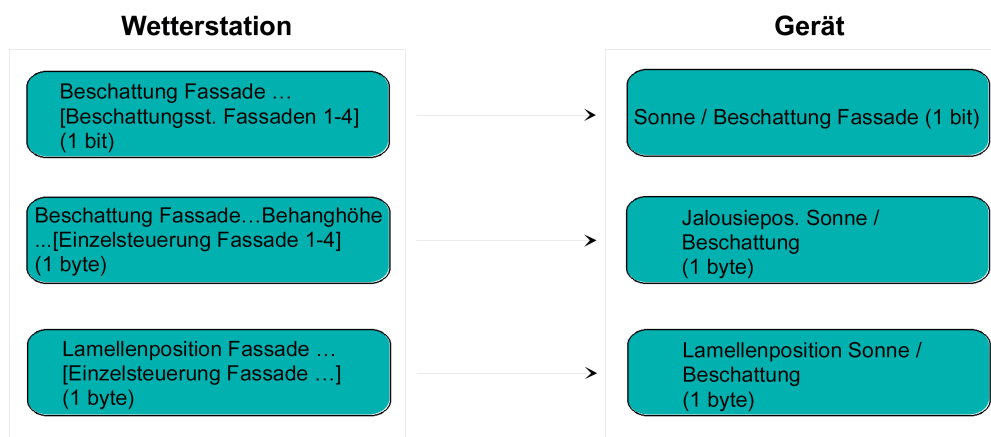 Wetterstation
Gerät
Beschattung Fassade …
[Beschattungsst. Fassaden 1-4]
(1 bit)
Sonne / Beschattung Fassade (1 bit)
Beschattung Fassade…Behanghöhe
...[Einzelsteuerung Fassade 1-4]
(1 byte)
Jalousiepos. Sonne /
Beschattung
(1 byte)
Lamellenposition Fassade …
[Einzelsteuerung Fassade …]
(1 byte)
Lamellenposition Sonne /
Beschattung
(1 byte)